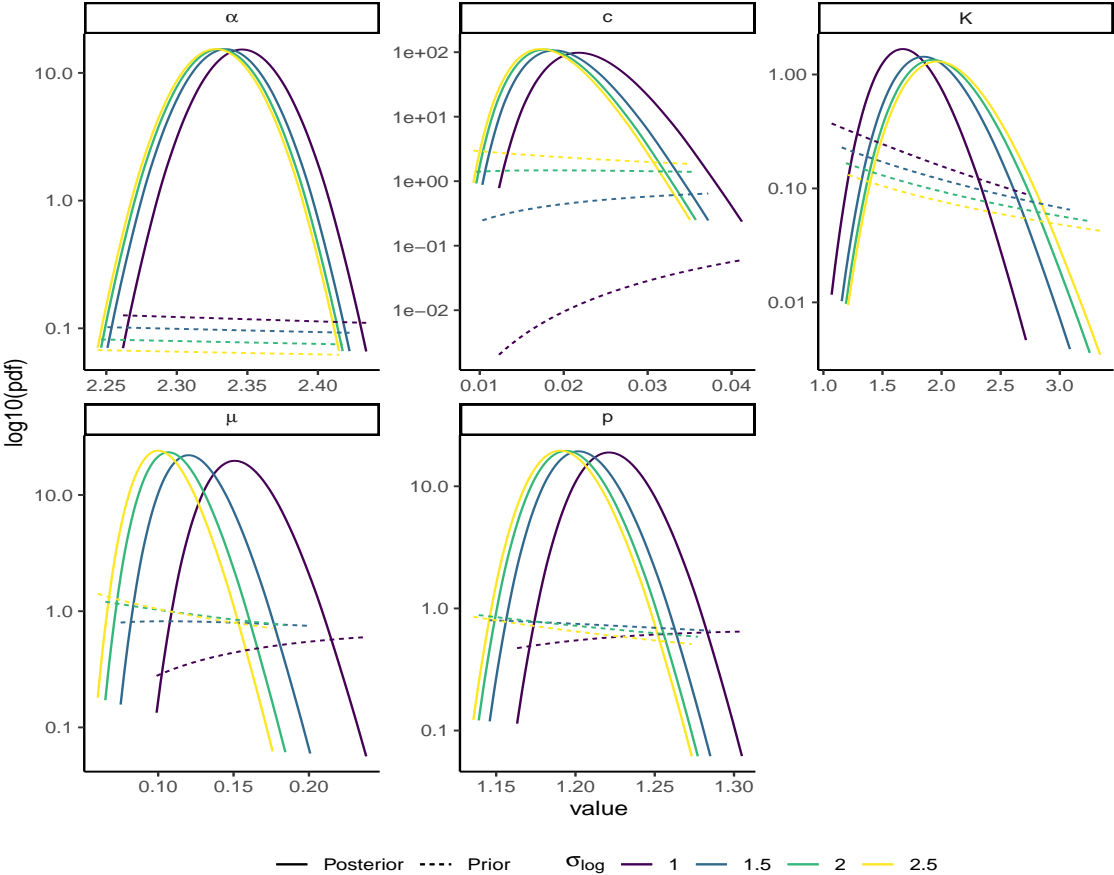 α
c
K
10.0
1.0
0.1
2.25 2.30 2.35 2.40
1e+02
1e+01
1e+00
1e−01
1e−02
0.01 0.02 0.03 0.04
1.00
0.10
0.01
1.0 1.5 2.0 2.5 3.0
log10(pdf)
μ
p
10.0
1.0
0.1
0.10 0.15 0.20
10.0
1.0
0.1
1.15 1.20 1.25 1.30
value
Posterior Prior σlog 1 1.5 2 2.5